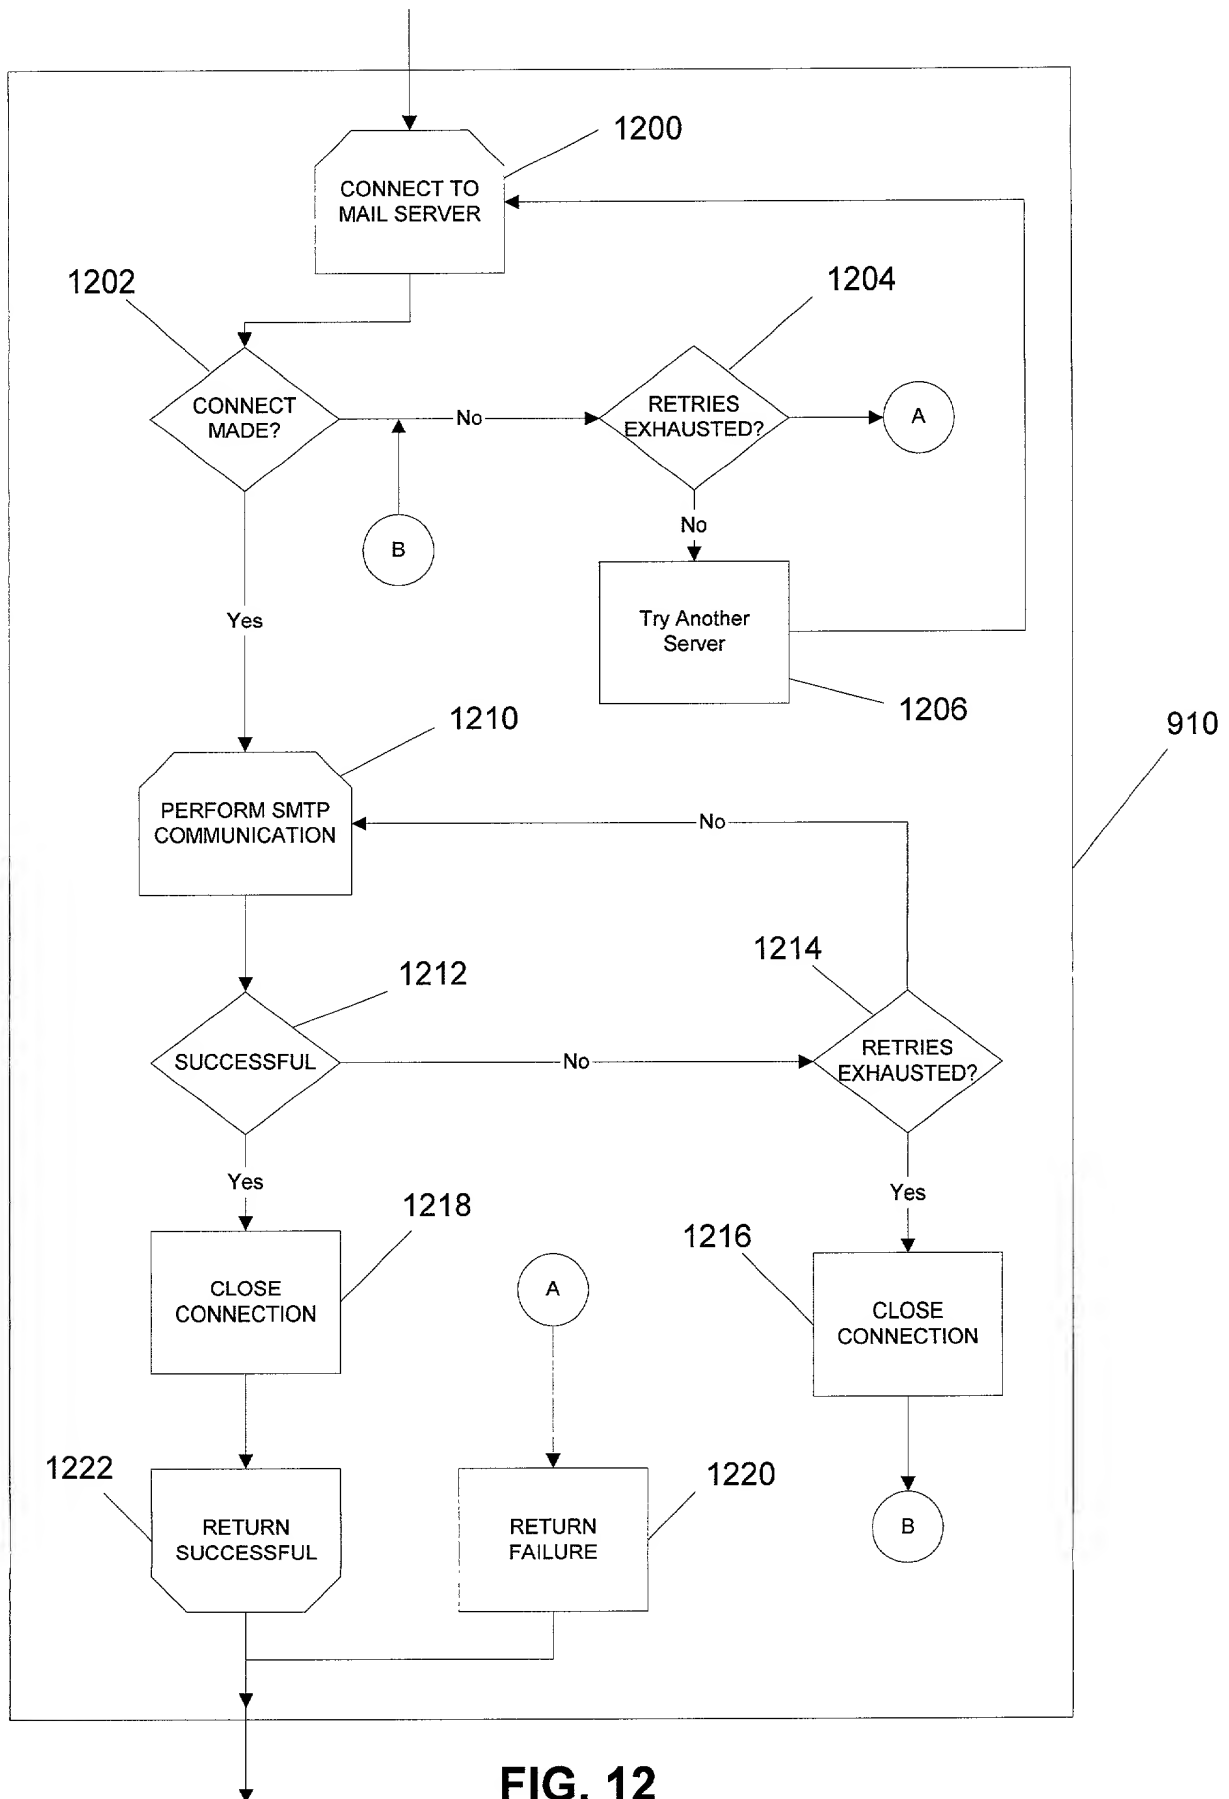 1200
CONNECT TO
MAIL SERVER
1202
1204
CONNECT
MADE?
No
RETRIES
EXHAUSTED?
A
B
No
Yes
Try Another
Server
1206
1210
910
PERFORM SMTP
COMMUNICATION
No
1212
1214
SUCCESSFUL
No
RETRIES
EXHAUSTED?
Yes
Yes
1218
1216
CLOSE
CONNECTION
A
CLOSE
CONNECTION
1222
1220
RETURN
SUCCESSFUL
RETURN
FAILURE
B
FIG. 12